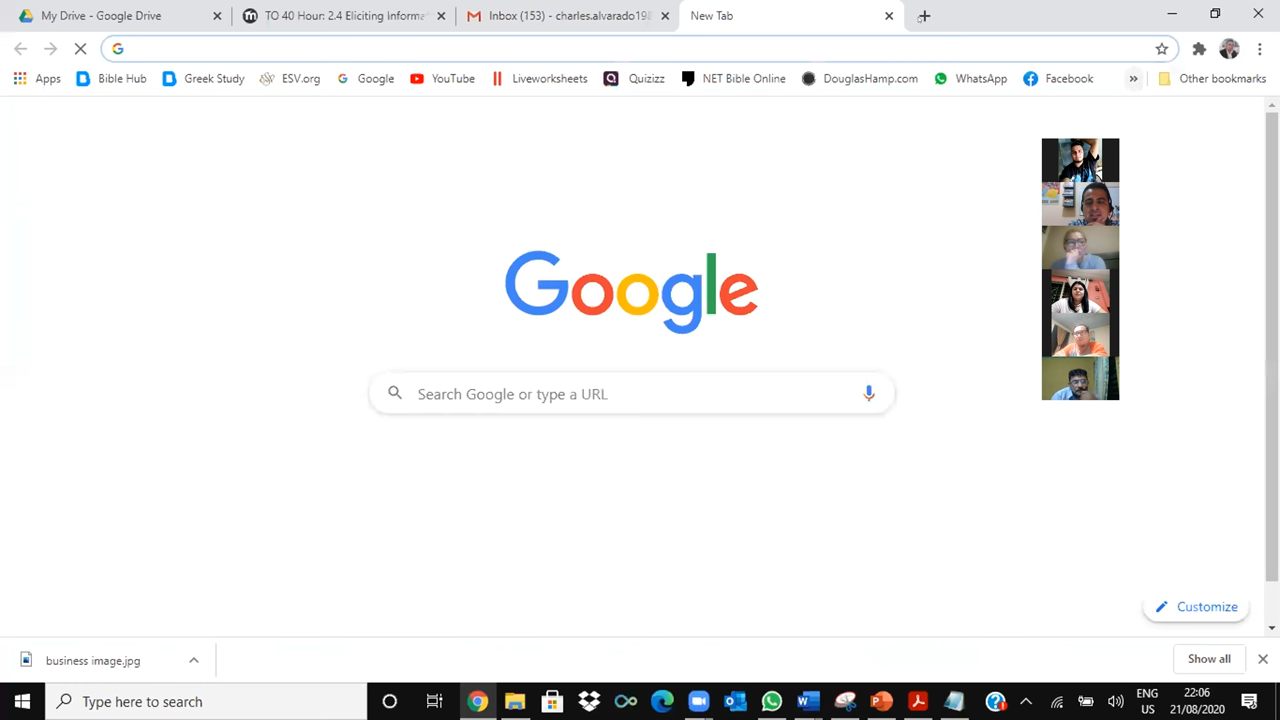 My Drive - Google Drive
TO 40 Hour: 2.4 Eliciting Informa
Inbox (153) - charles.alvarado198
New Tab
Apps
Bible Hub
Greek Study
ESV.org
Google
YouTube
Liveworksheets
Quizizz
NET Bible Online
DouglasHamp.com
WhatsApp
Facebook
Other bookmarks
Google
Search Google or type a URL
Customize
business image.jpg
Show all
Type here to search
ENG
US
22:06
21/08/2020